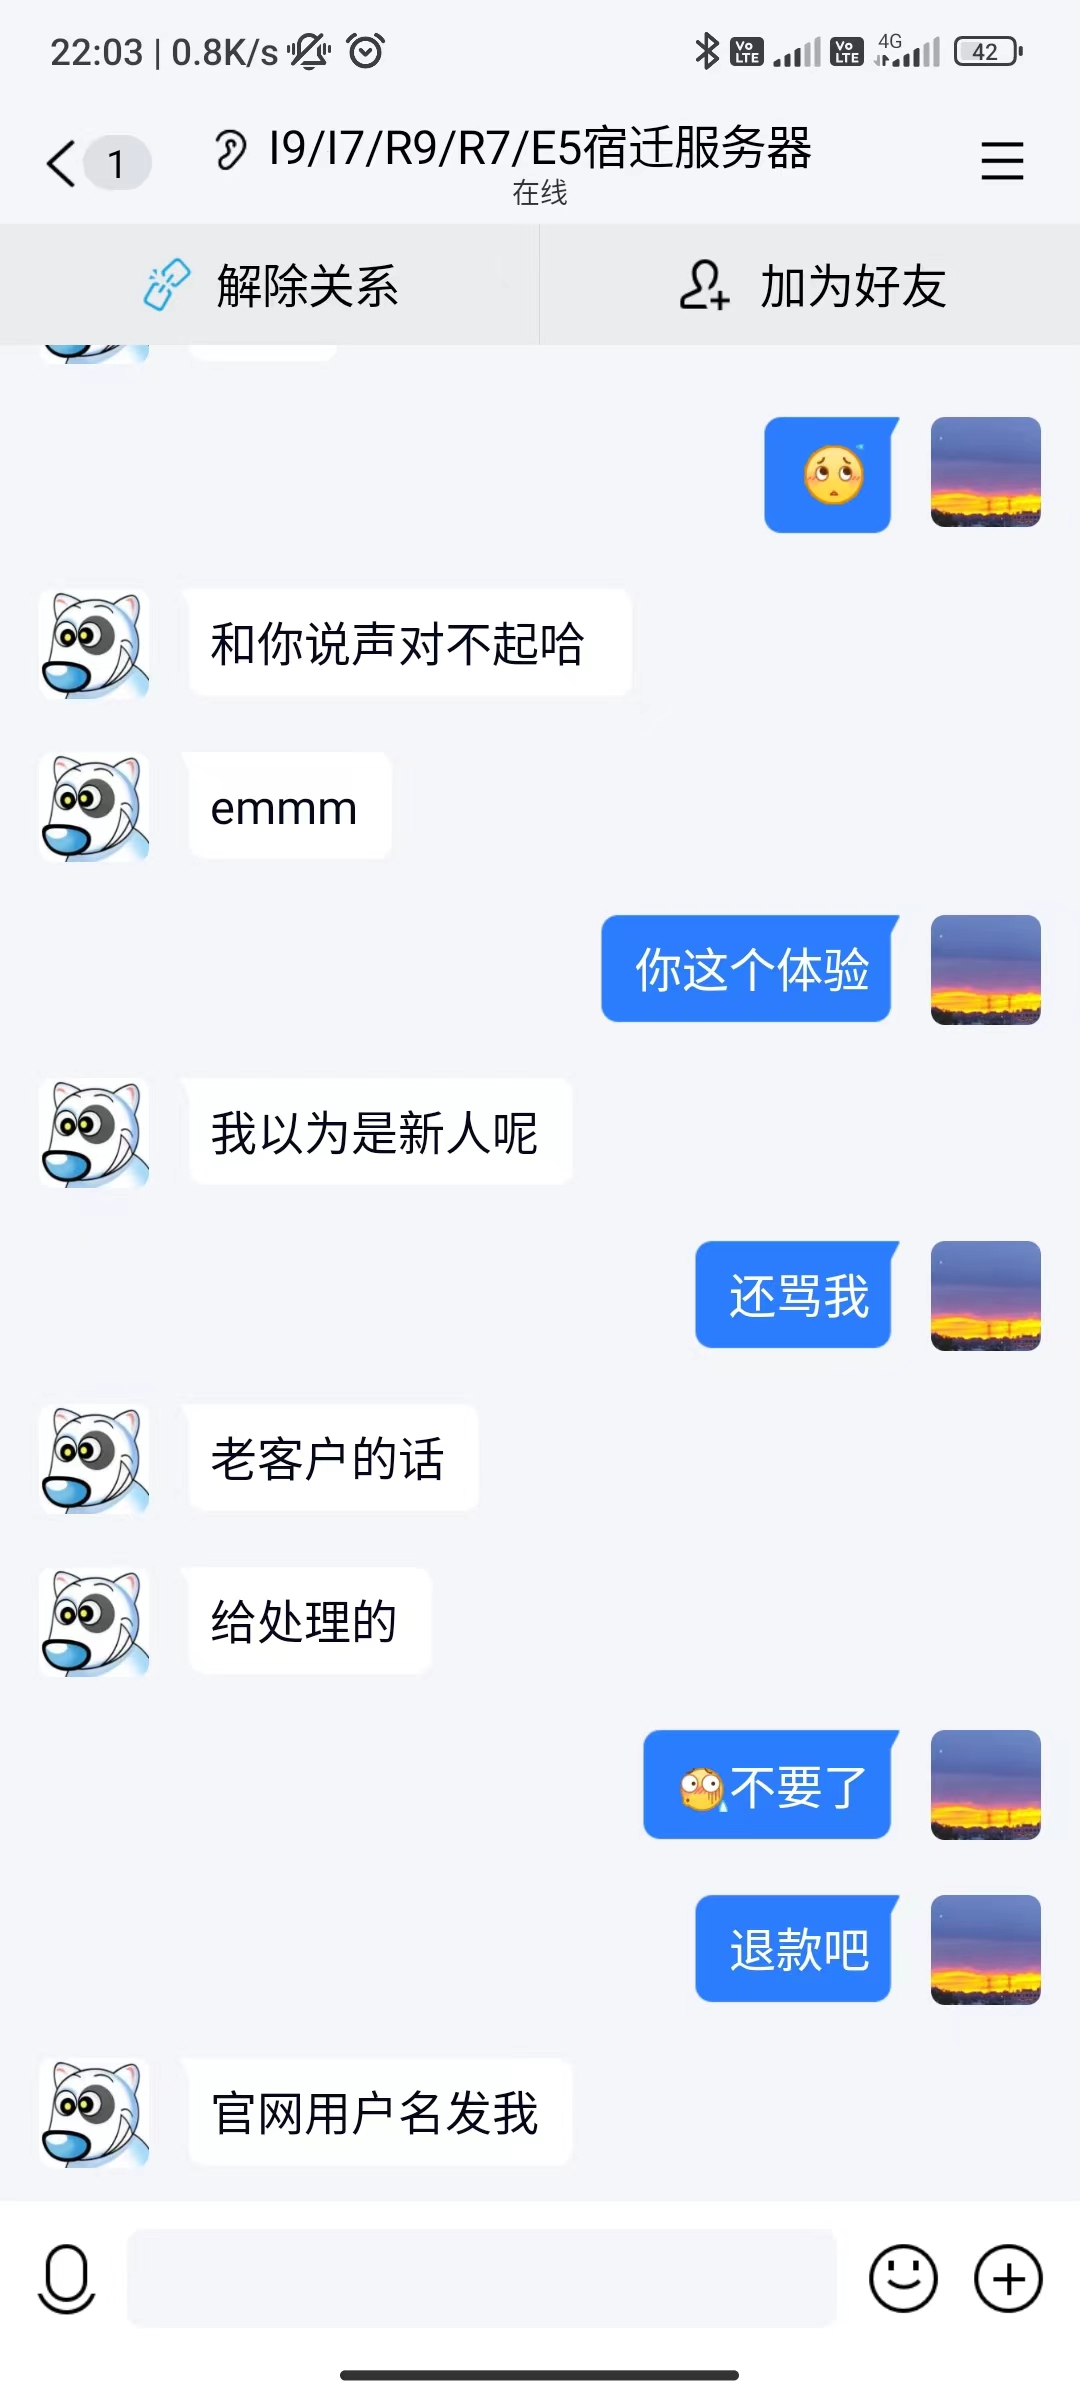 22:03 | 0.8K/s
Vo LTE
Vo LTE
4G
42
1
I9/I7/R9/R7/E5宿迁服务器
在线
解除关系
加为好友
和你说声对不起哈
emmm
你这个体验
我以为是新人呢
还骂我
老客户的话
给处理的
不要了
退款吧
官网用户名发我